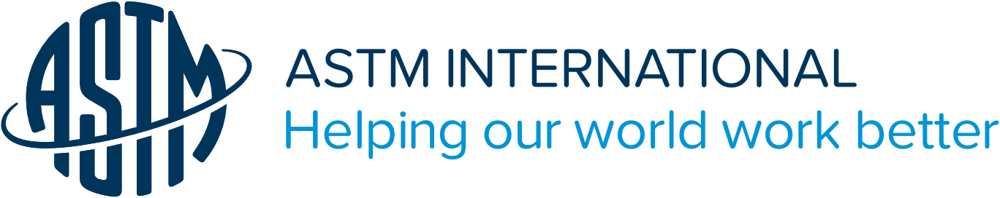 ASTM
ASTM INTERNATIONAL
Helping our world work better